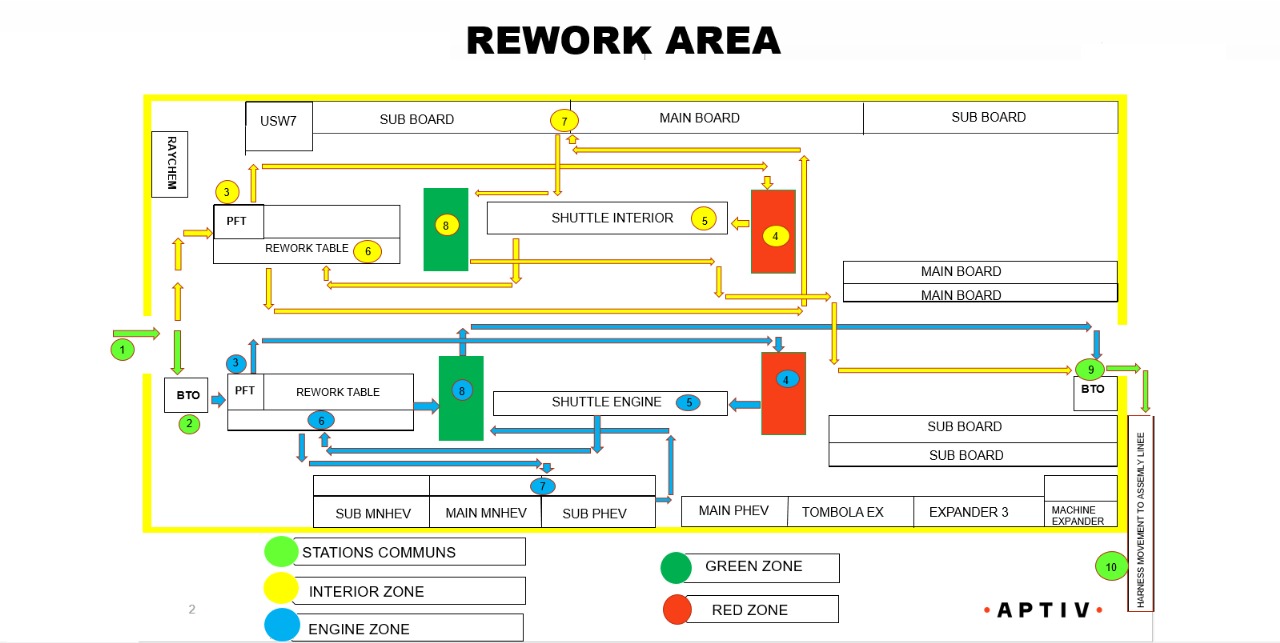 REWORK AREA
USW7
SUB BOARD
7
MAIN BOARD
SUB BOARD
RAYCHEM
3
PFT
REWORK TABLE
6
8
SHUTTLE INTERIOR
5
4
MAIN BOARD
MAIN BOARD
1
BTO
2
3
PFT
REWORK TABLE
6
8
SHUTTLE ENGINE
5
4
9
BTO
SUB BOARD
SUB BOARD
7
SUB MNHEV
MAIN MNHEV
SUB PHEV
MAIN PHEV
TOMBOLA EX
EXPANDER 3
MACHINE
EXPANDER
HARNESS MOVEMENT TO ASSEMLY LINEE
10
STATIONS COMMUNS
INTERIOR ZONE
ENGINE ZONE
GREEN ZONE
RED ZONE
2
• APTIV •